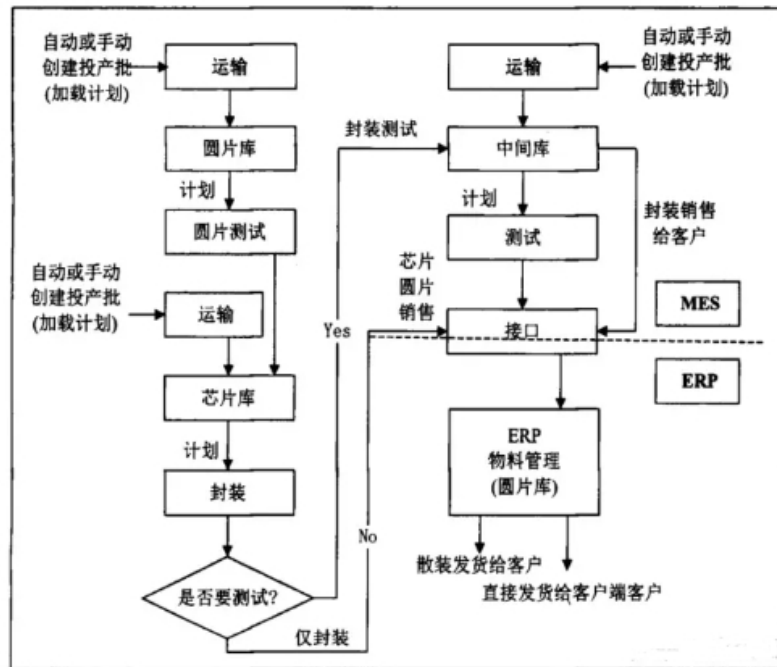 自动或手动
创建投产批
(加载计划)
运输
圆片库
计划
圆片测试
自动或手动
创建投产批
(加载计划)
运输
芯片库
计划
封装
是否要测试?
Yes
封装测试
No
仅封装
运输
自动或手动
创建投产批
(加载计划)
中间库
计划
测试
封装销售
给客户
芯片
圆片
销售
接口
MES
ERP
ERP
物料管理
(圆片库)
散装发货给客户
直接发货给客户端客户